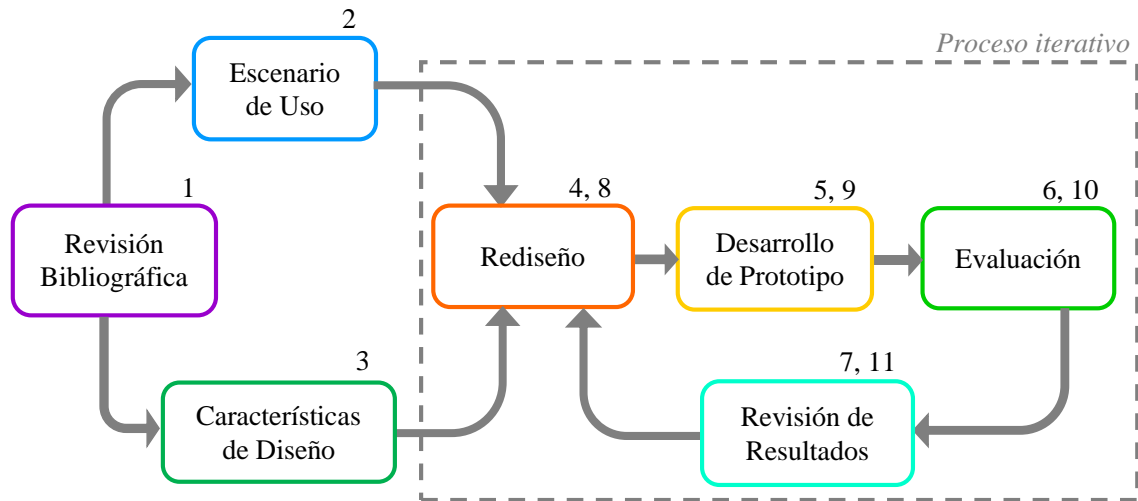 2
Escenario
de Uso
Proceso iterativo
1
Revisión
Bibliográfica
3
Características
de Diseño
4, 8
Rediseño
5, 9
Desarrollo
de Prototipo
6, 10
Evaluación
7, 11
Revisión de
Resultados